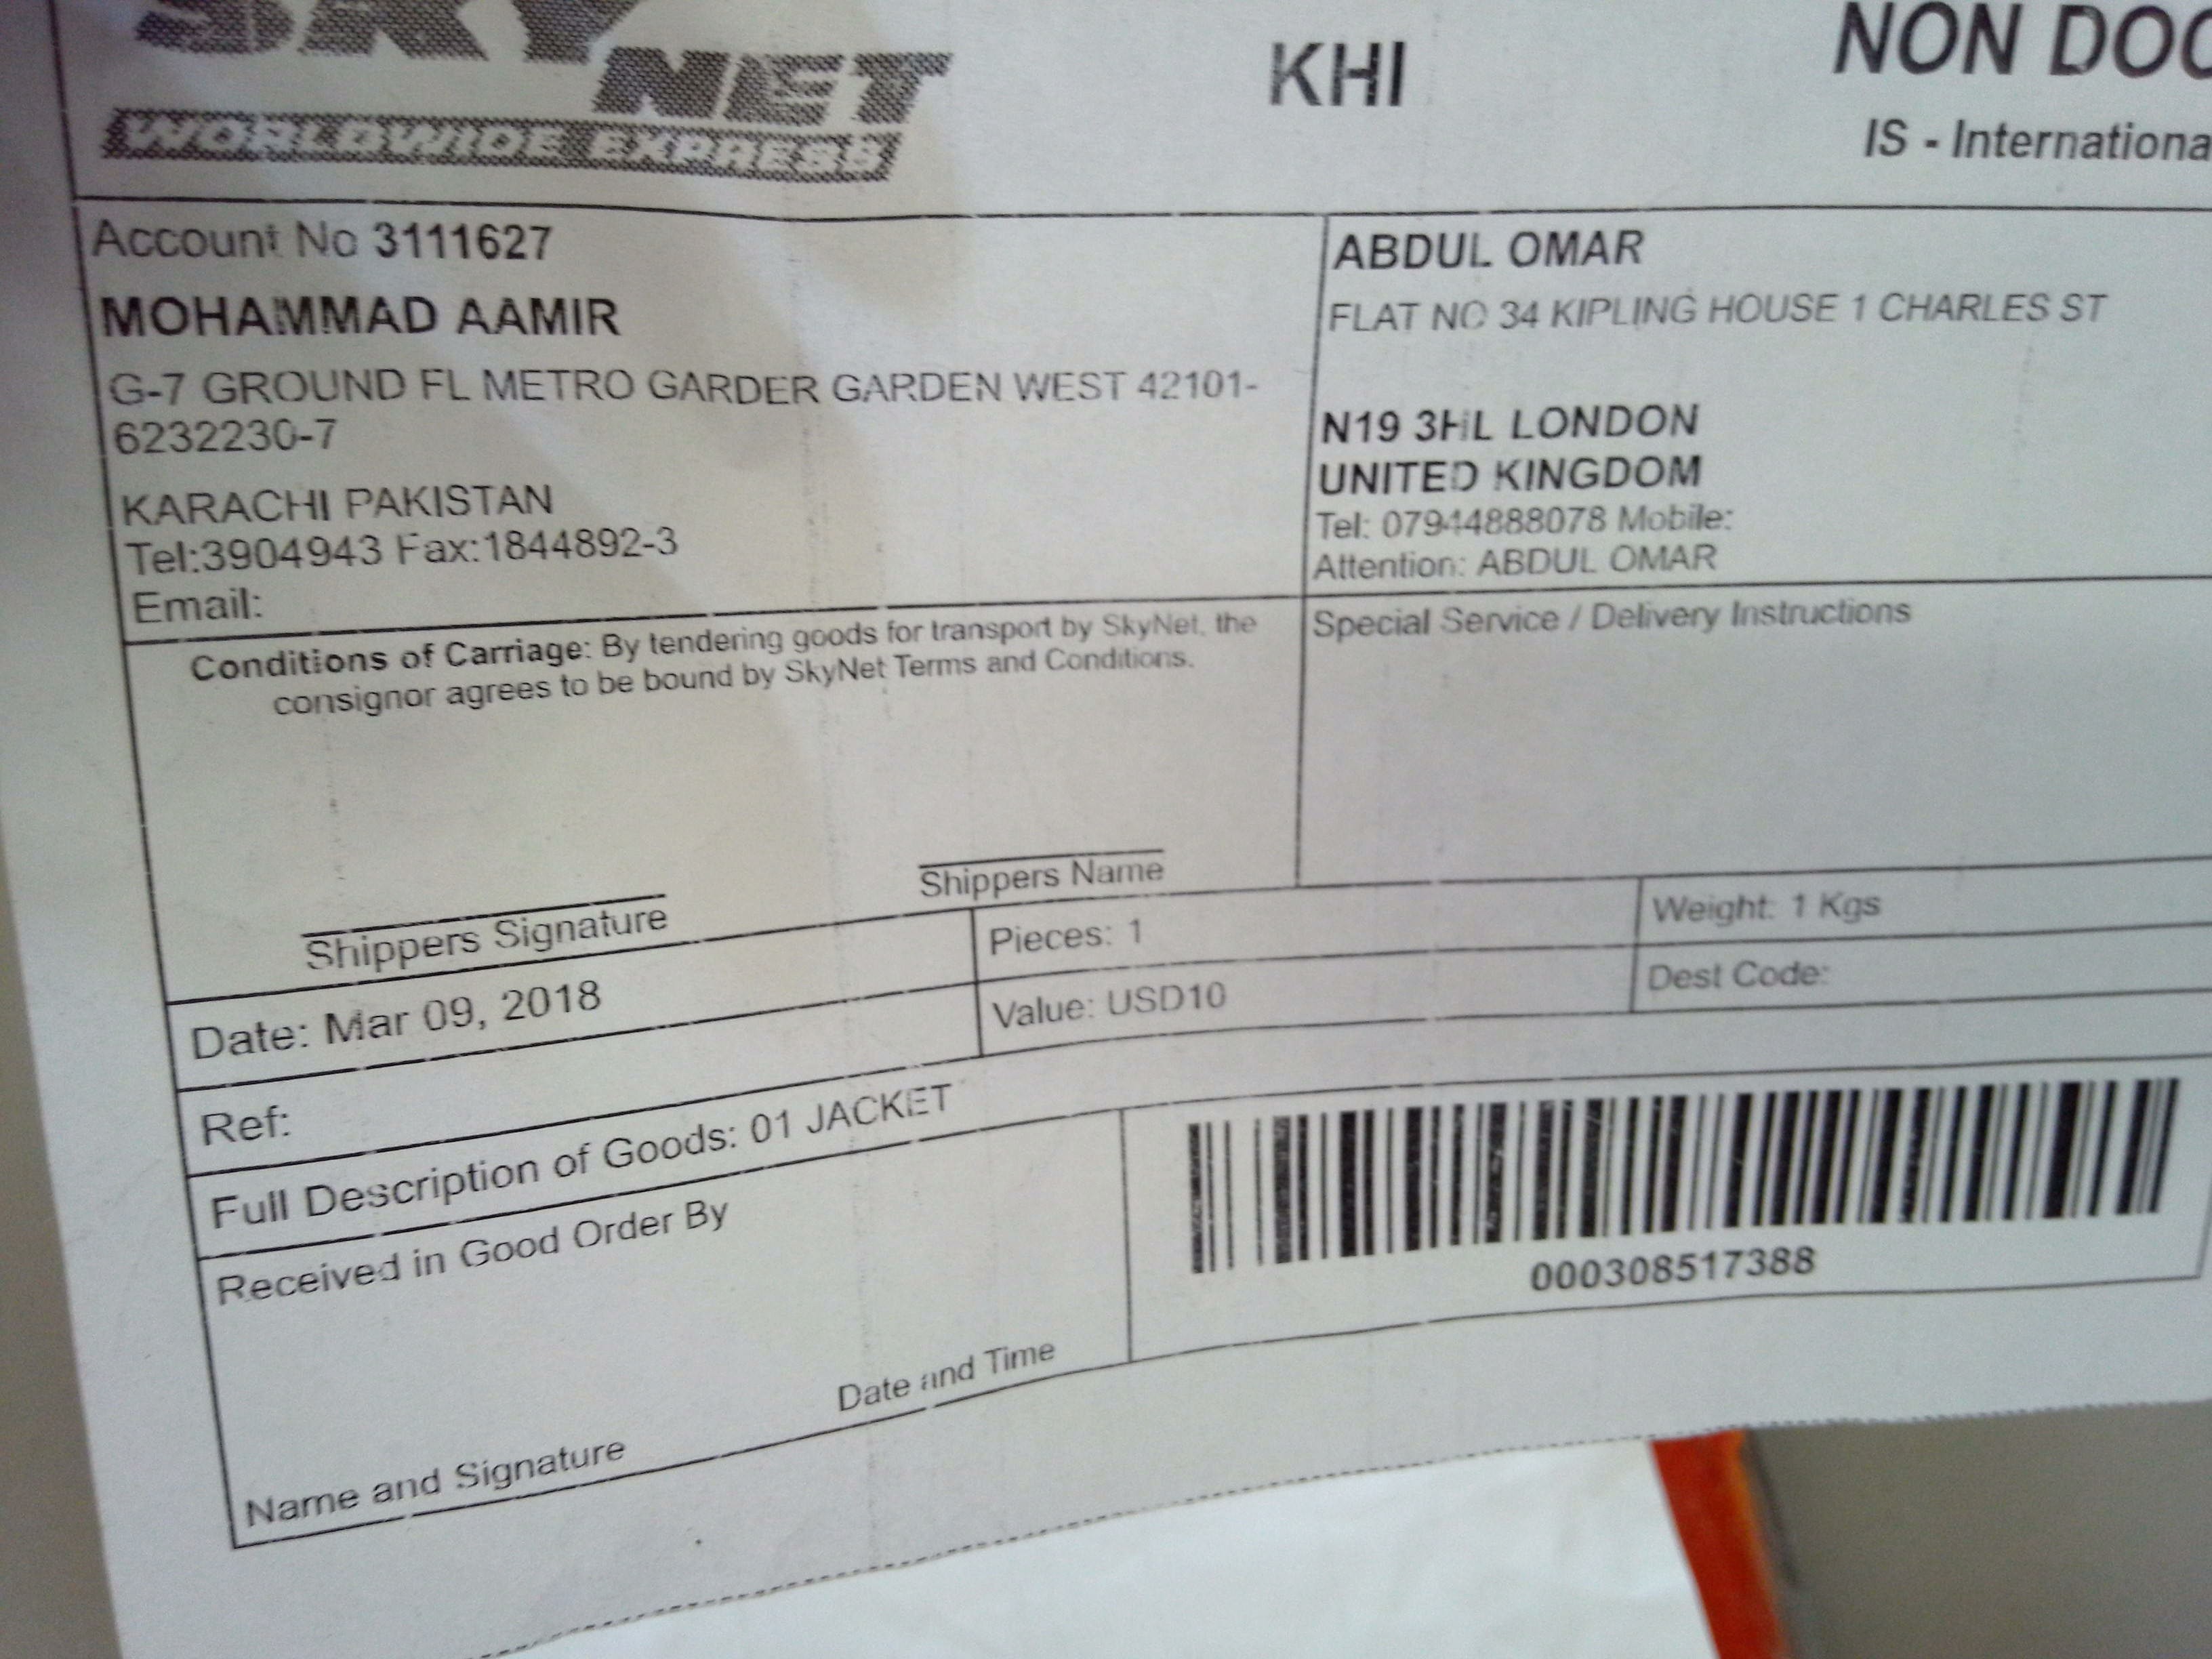 SKY
NET
WORLDWIDE EXPRESS
KHI
NON DOC
IS - Internationa
Account No 3111627
MOHAMMAD AAMIR
G-7 GROUND FL METRO GARDER GARDEN WEST 42101-
6232230-7
KARACHI PAKISTAN
Tel:3904943 Fax:1844892-3
Email:
ABDUL OMAR
FLAT NO 34 KIPLING HOUSE 1 CHARLES ST
N19 3HL LONDON
UNITED KINGDOM
Tel: 07944888078 Mobile:
Attention: ABDUL OMAR
Conditions of Carriage: By tendering goods for transport by SkyNet, the
consignor agrees to be bound by SkyNet Terms and Conditions.
Special Service / Delivery Instructions
Shippers Signature
Shippers Name
Date: Mar 09, 2018
Pieces: 1
Weight: 1 Kgs
Value: USD10
Dest Code:
Ref:
Full Description of Goods: 01 JACKET
Received in Good Order By
Name and Signature
Date and Time
000308517388